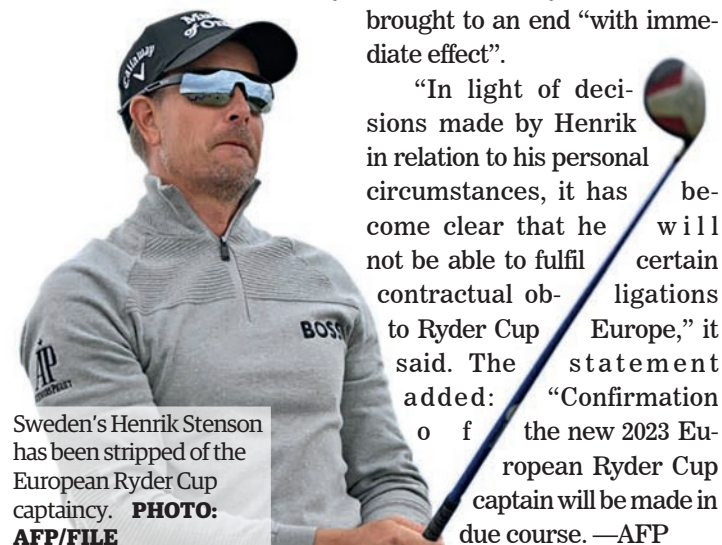 brought to an end “with imme-
diate effect”.
“In light of deci-
sions made by Henrik
in relation to his personal
circumstances, it has be-
come clear that he will
not be able to fulfil certain
contractual ob- ligations
to Ryder Cup Europe,” it
said. The statement
added: “Confirmation
of the new 2023 Eu-
ropean Ryder Cup
captain will be made in
due course. —AFP
Callaway
BOSS
AP
Sweden's Henrik Stenson
has been stripped of the
European Ryder Cup
captaincy. PHOTO:
AFP/FILE